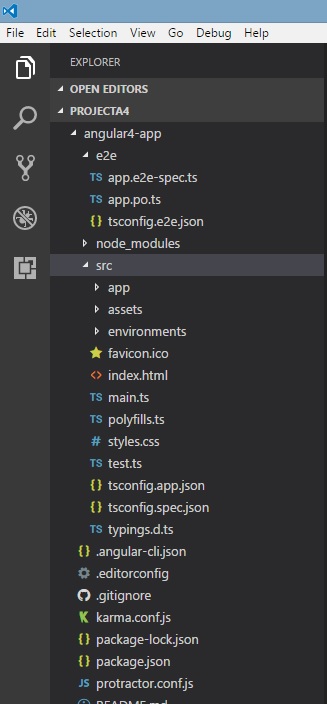 File Edit Selection View Go Debug Help
EXPLORER
OPEN EDITORS
PROJECTA4
angular4-app
e2e
TS app.e2e-spec.ts
TS app.po.ts
{} tsconfig.e2e.json
node_modules
src
app
assets
environments
favicon.ico
<> index.html
TS main.ts
TS polyfills.ts
# styles.css
TS test.ts
{} tsconfig.app.json
{} tsconfig.spec.json
TS typings.d.ts
{} .angular-cli.json
.editorconfig
.gitignore
karma.conf.js
{} package-lock.json
{} package.json
JS protractor.conf.js
README.md